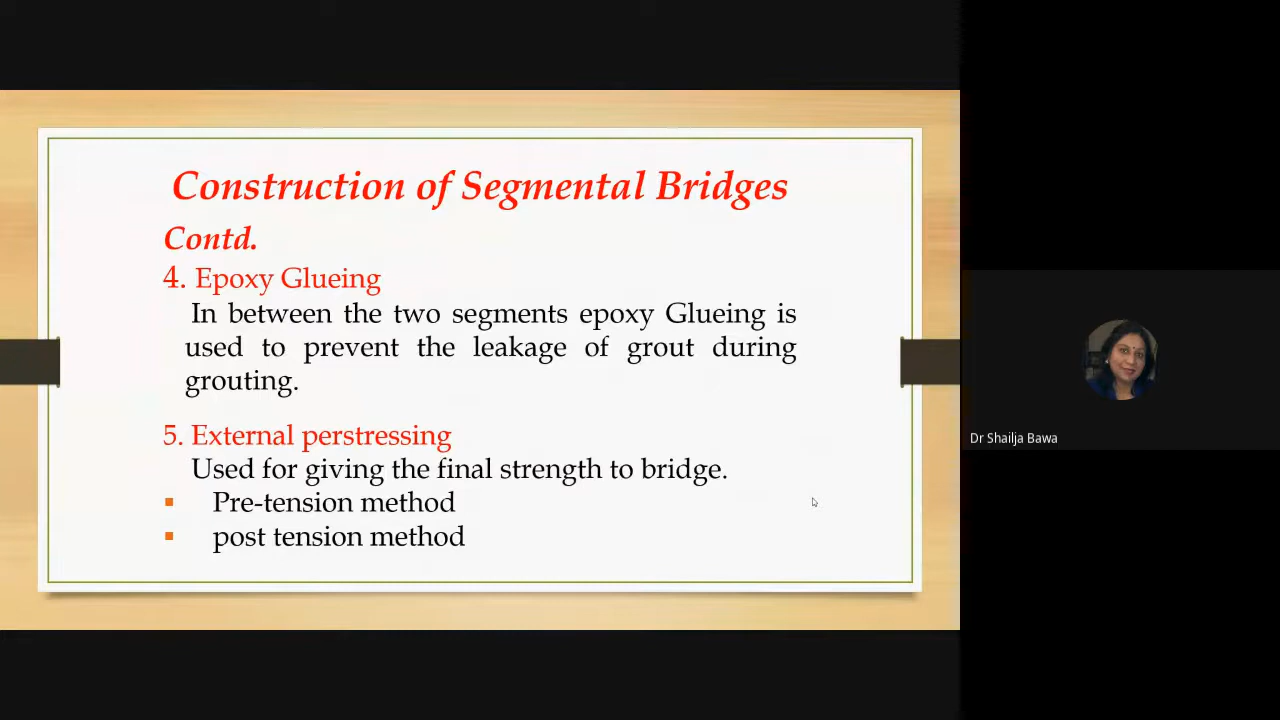 Construction of Segmental Bridges
Contd.
4. Epoxy Glueing
In between the two segments epoxy Glueing is
used to prevent the leakage of grout during
grouting.
5. External perstressing
Used for giving the final strength to bridge.
▪ Pre-tension method
▪ post tension method
Dr Shailja Bawa